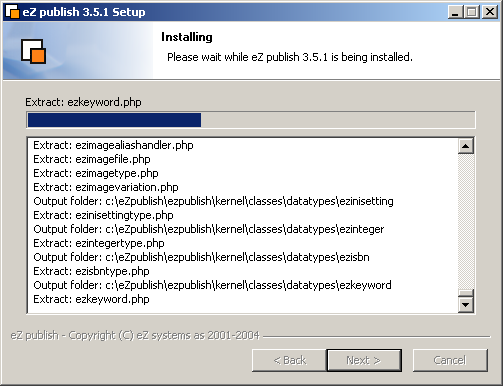 eZ publish 3.5.1 Setup
Installing
Please wait while eZ publish 3.5.1 is being installed.
Extract: ezkeyword.php
Extract: ezimagealiashandler.php
Extract: ezimagefile.php
Extract: ezimagetype.php
Extract: ezimagevariation.php
Output folder: c:\eZpublish\ezpublish\kernel\classes\datatypes\ezinisetting
Extract: ezinisettingtype.php
Output folder: c:\eZpublish\ezpublish\kernel\classes\datatypes\ezinteger
Extract: ezintegertype.php
Output folder: c:\eZpublish\ezpublish\kernel\classes\datatypes\ezisbn
Extract: ezisbntype.php
Output folder: c:\eZpublish\ezpublish\kernel\classes\datatypes\ezkeyword
Extract: ezkeyword.php
eZ publish - Copyright (C) eZ systems as 2001-2004
< Back
Next >
Cancel